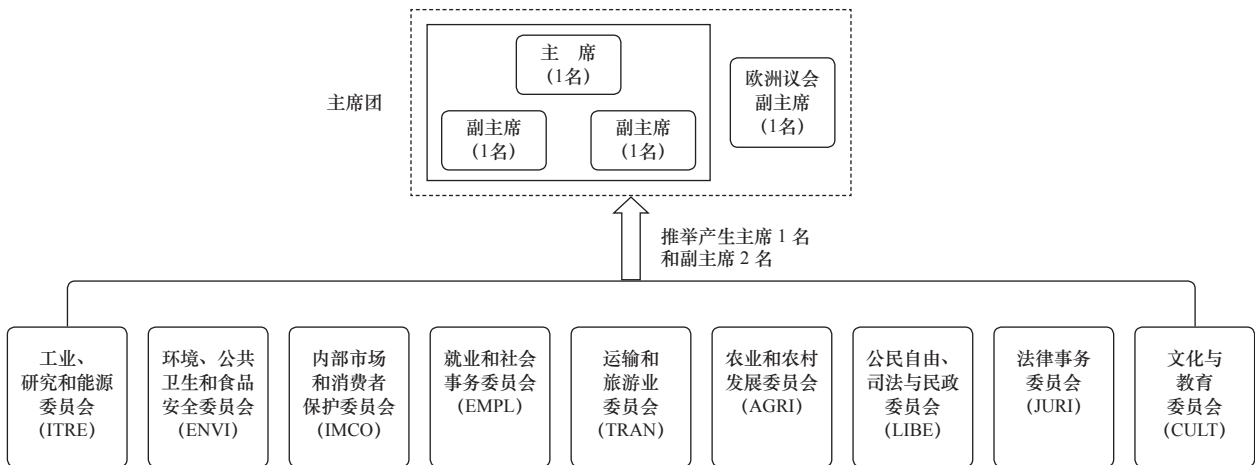 主 席
(1名)
欧洲议会
副主席
(1名)
主席团
副主席
(1名)
副主席
(1名)
推举产生主席 1 名
和副主席 2 名
工业、
研究和能源
委员会
(ITRE)
环境、公共
卫生和食品
安全委员会
(ENVI)
内部市场
和消费者
保护委员会
(IMCO)
就业和社会
事务委员会
(EMPL)
运输和
旅游业
委员会
(TRAN)
农业和农村
发展委员会
(AGRI)
公民自由、
司法与民政
委员会
(LIBE)
法律事务
委员会
(JURI)
文化与
教育
委员会
(CULT)